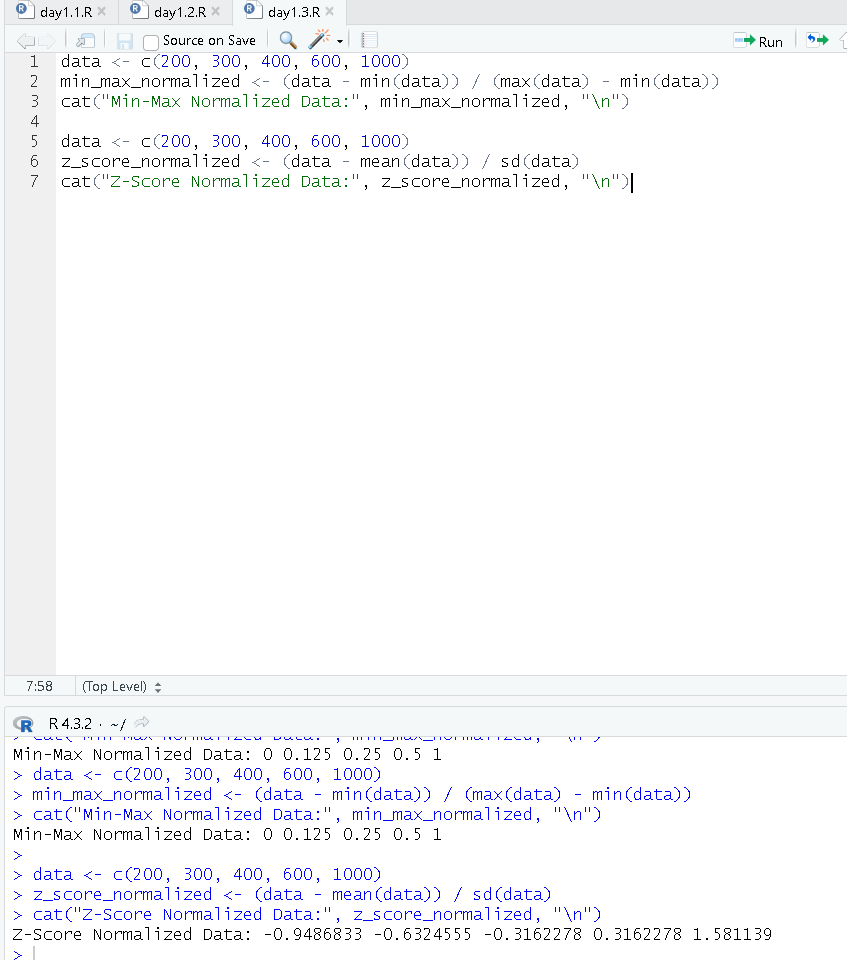 day1.1.R
day1.2.R
day1.3.R
Source on Save
Run
1 data <- c(200, 300, 400, 600, 1000)
2 min_max_normalized <- (data - min(data)) / (max(data) - min(data))
3 cat("Min-Max Normalized Data:", min_max_normalized, "\n")
4
5 data <- c(200, 300, 400, 600, 1000)
6 z_score_normalized <- (data - mean(data)) / sd(data)
7 cat("Z-Score Normalized Data:", z_score_normalized, "\n")
7:58 (Top Level)
R R 4.3.2 · ~/
> cat("Min-Max Normalized Data:", min_max_normalized, "\n")
Min-Max Normalized Data: 0 0.125 0.25 0.5 1
> data <- c(200, 300, 400, 600, 1000)
> min_max_normalized <- (data - min(data)) / (max(data) - min(data))
> cat("Min-Max Normalized Data:", min_max_normalized, "\n")
Min-Max Normalized Data: 0 0.125 0.25 0.5 1
>
> data <- c(200, 300, 400, 600, 1000)
> z_score_normalized <- (data - mean(data)) / sd(data)
> cat("Z-Score Normalized Data:", z_score_normalized, "\n")
Z-Score Normalized Data: -0.9486833 -0.6324555 -0.3162278 0.3162278 1.581139
>